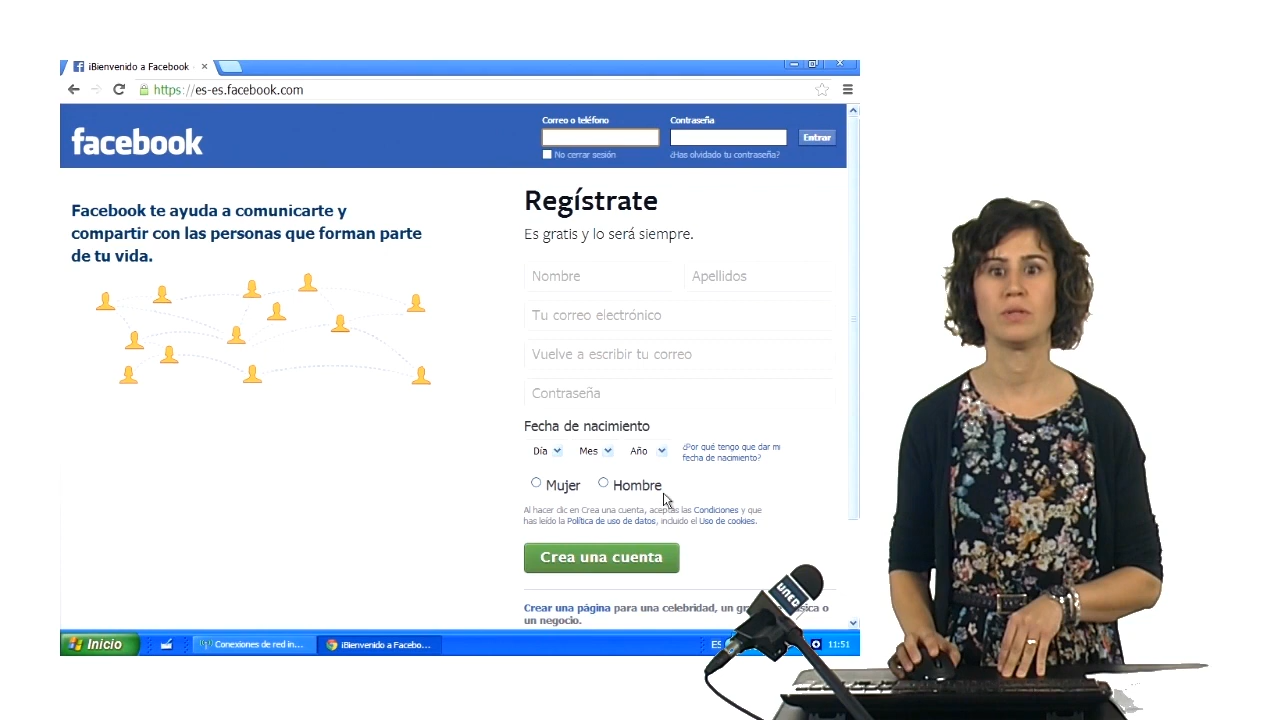 ¡Bienvenido a Facebook
https://es-es.facebook.com
facebook
Correo o teléfono
Contraseña
Entrar
No cerrar sesión
¿Has olvidado tu contraseña?
Facebook te ayuda a comunicarte y
compartir con las personas que forman parte
de tu vida.
Regístrate
Es gratis y lo será siempre.
Nombre
Apellidos
Tu correo electrónico
Vuelve a escribir tu correo
Contraseña
Fecha de nacimiento
Día
Mes
Año
¿Por qué tengo que dar mi
fecha de nacimiento?
Mujer
Hombre
Al hacer clic en Crea una cuenta, aceptas las Condiciones y que
has leído la Política de uso de datos, incluido el Uso de cookies.
Crea una cuenta
Crear una página para una celebridad, un o
un negocio.
UNED
Inicio
Conexiones de red in...
¡Bienvenido a Facebo...
ES
11:51